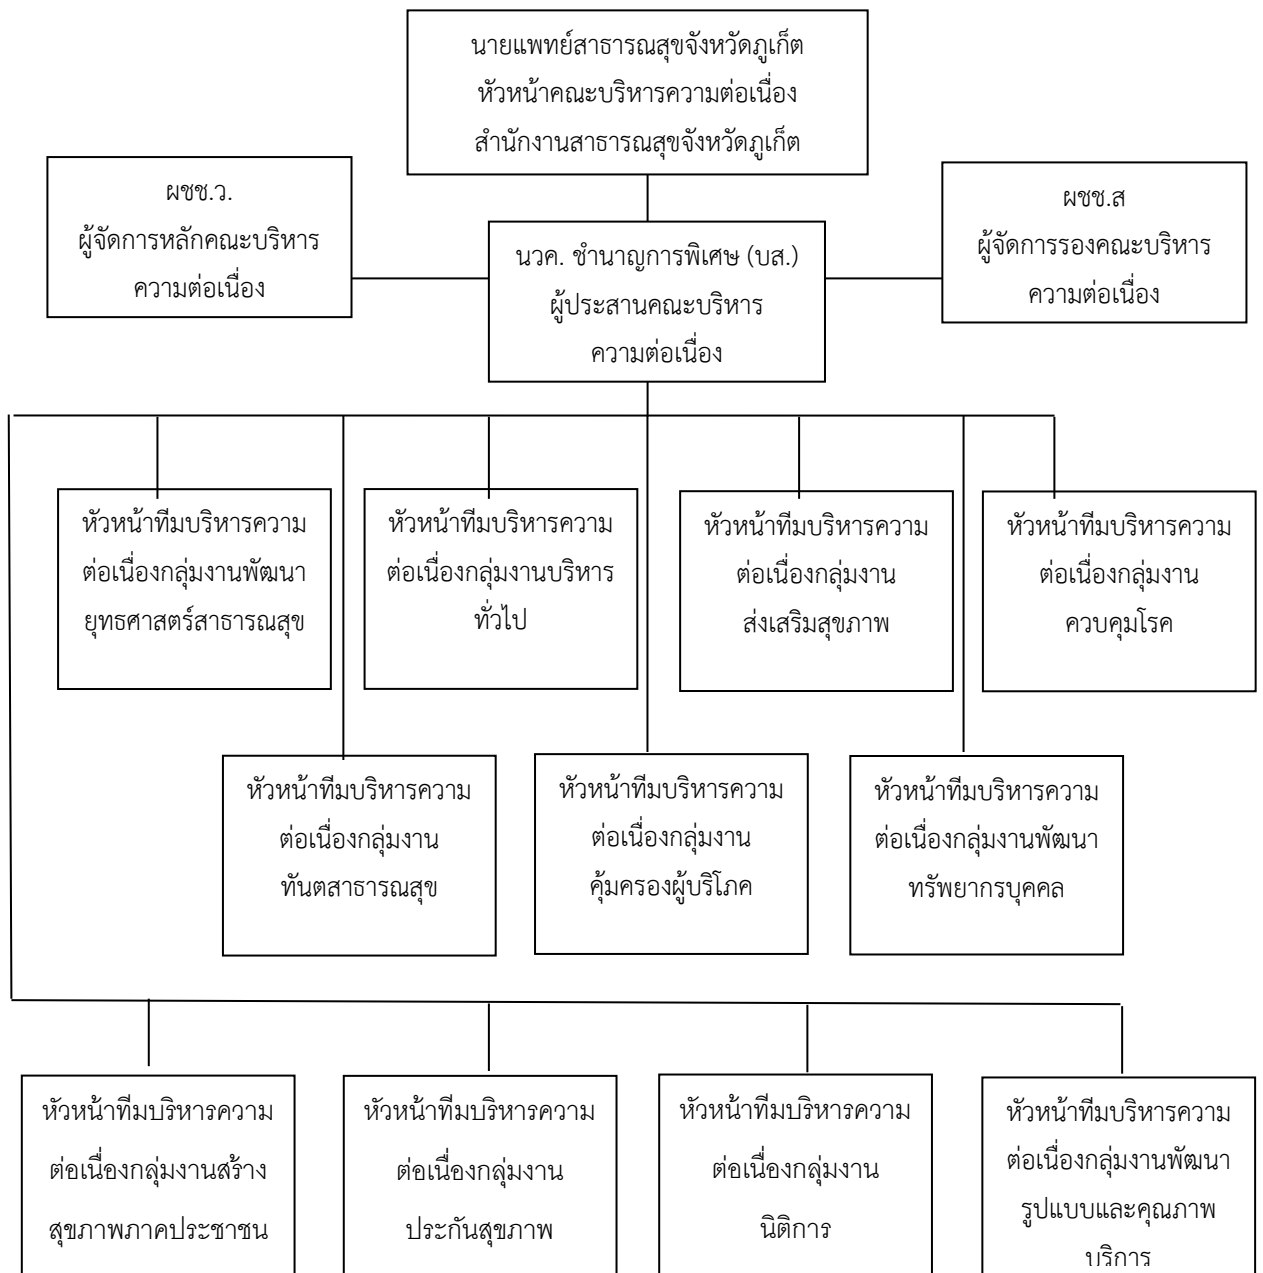 นายแพทย์สาธารณสุขจังหวัดภูเก็ต
หัวหน้าคณะบริหารความต่อเนื่อง
สำนักงานสาธารณสุขจังหวัดภูเก็ต
ผชช.ว.
ผู้จัดการหลักคณะบริหาร
ความต่อเนื่อง
นวค. ชำนาญการพิเศษ (บส.)
ผู้ประสานคณะบริหาร
ความต่อเนื่อง
ผชช.ส
ผู้จัดการรองคณะบริหาร
ความต่อเนื่อง
หัวหน้าทีมบริหารความ
ต่อเนื่องกลุ่มงานพัฒนา
ยุทธศาสตร์สาธารณสุข
หัวหน้าทีมบริหารความ
ต่อเนื่องกลุ่มงานบริหาร
ทั่วไป
หัวหน้าทีมบริหารความ
ต่อเนื่องกลุ่มงาน
ส่งเสริมสุขภาพ
หัวหน้าทีมบริหารความ
ต่อเนื่องกลุ่มงาน
ควบคุมโรค
หัวหน้าทีมบริหารความ
ต่อเนื่องกลุ่มงาน
ทันตสาธารณสุข
หัวหน้าทีมบริหารความ
ต่อเนื่องกลุ่มงาน
คุ้มครองผู้บริโภค
หัวหน้าทีมบริหารความ
ต่อเนื่องกลุ่มงานพัฒนา
ทรัพยากรบุคคล
หัวหน้าทีมบริหารความ
ต่อเนื่องกลุ่มงานสร้าง
สุขภาพภาคประชาชน
หัวหน้าทีมบริหารความ
ต่อเนื่องกลุ่มงาน
ประกันสุขภาพ
หัวหน้าทีมบริหารความ
ต่อเนื่องกลุ่มงาน
นิติการ
หัวหน้าทีมบริหารความ
ต่อเนื่องกลุ่มงานพัฒนา
รูปแบบและคุณภาพ
บริการ